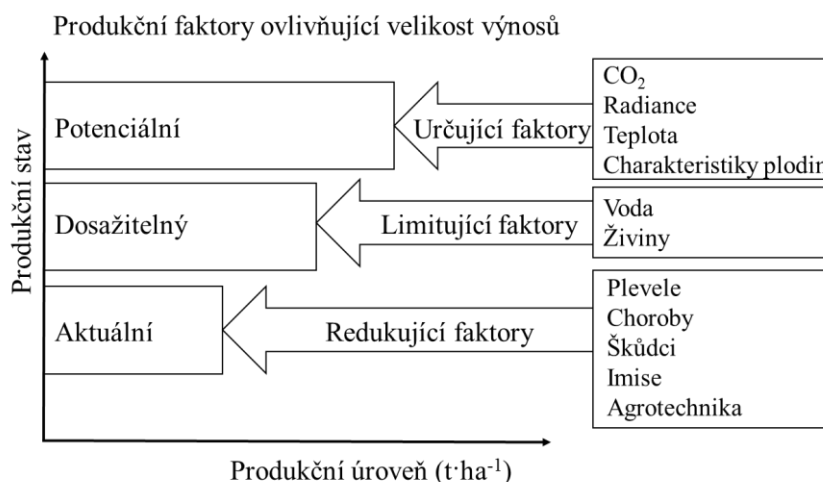 Produkční faktory ovlivňující velikost výnosů
Produkční stav
Potenciální
Určující faktory
CO₂
Radiance
Teplota
Charakteristiky plodin
Dosažitelný
Limitující faktory
Voda
Živiny
Aktuální
Redukující faktory
Plevele
Choroby
Škůdci
Imise
Agrotechnika
Produkční úroveň (t·ha⁻¹)